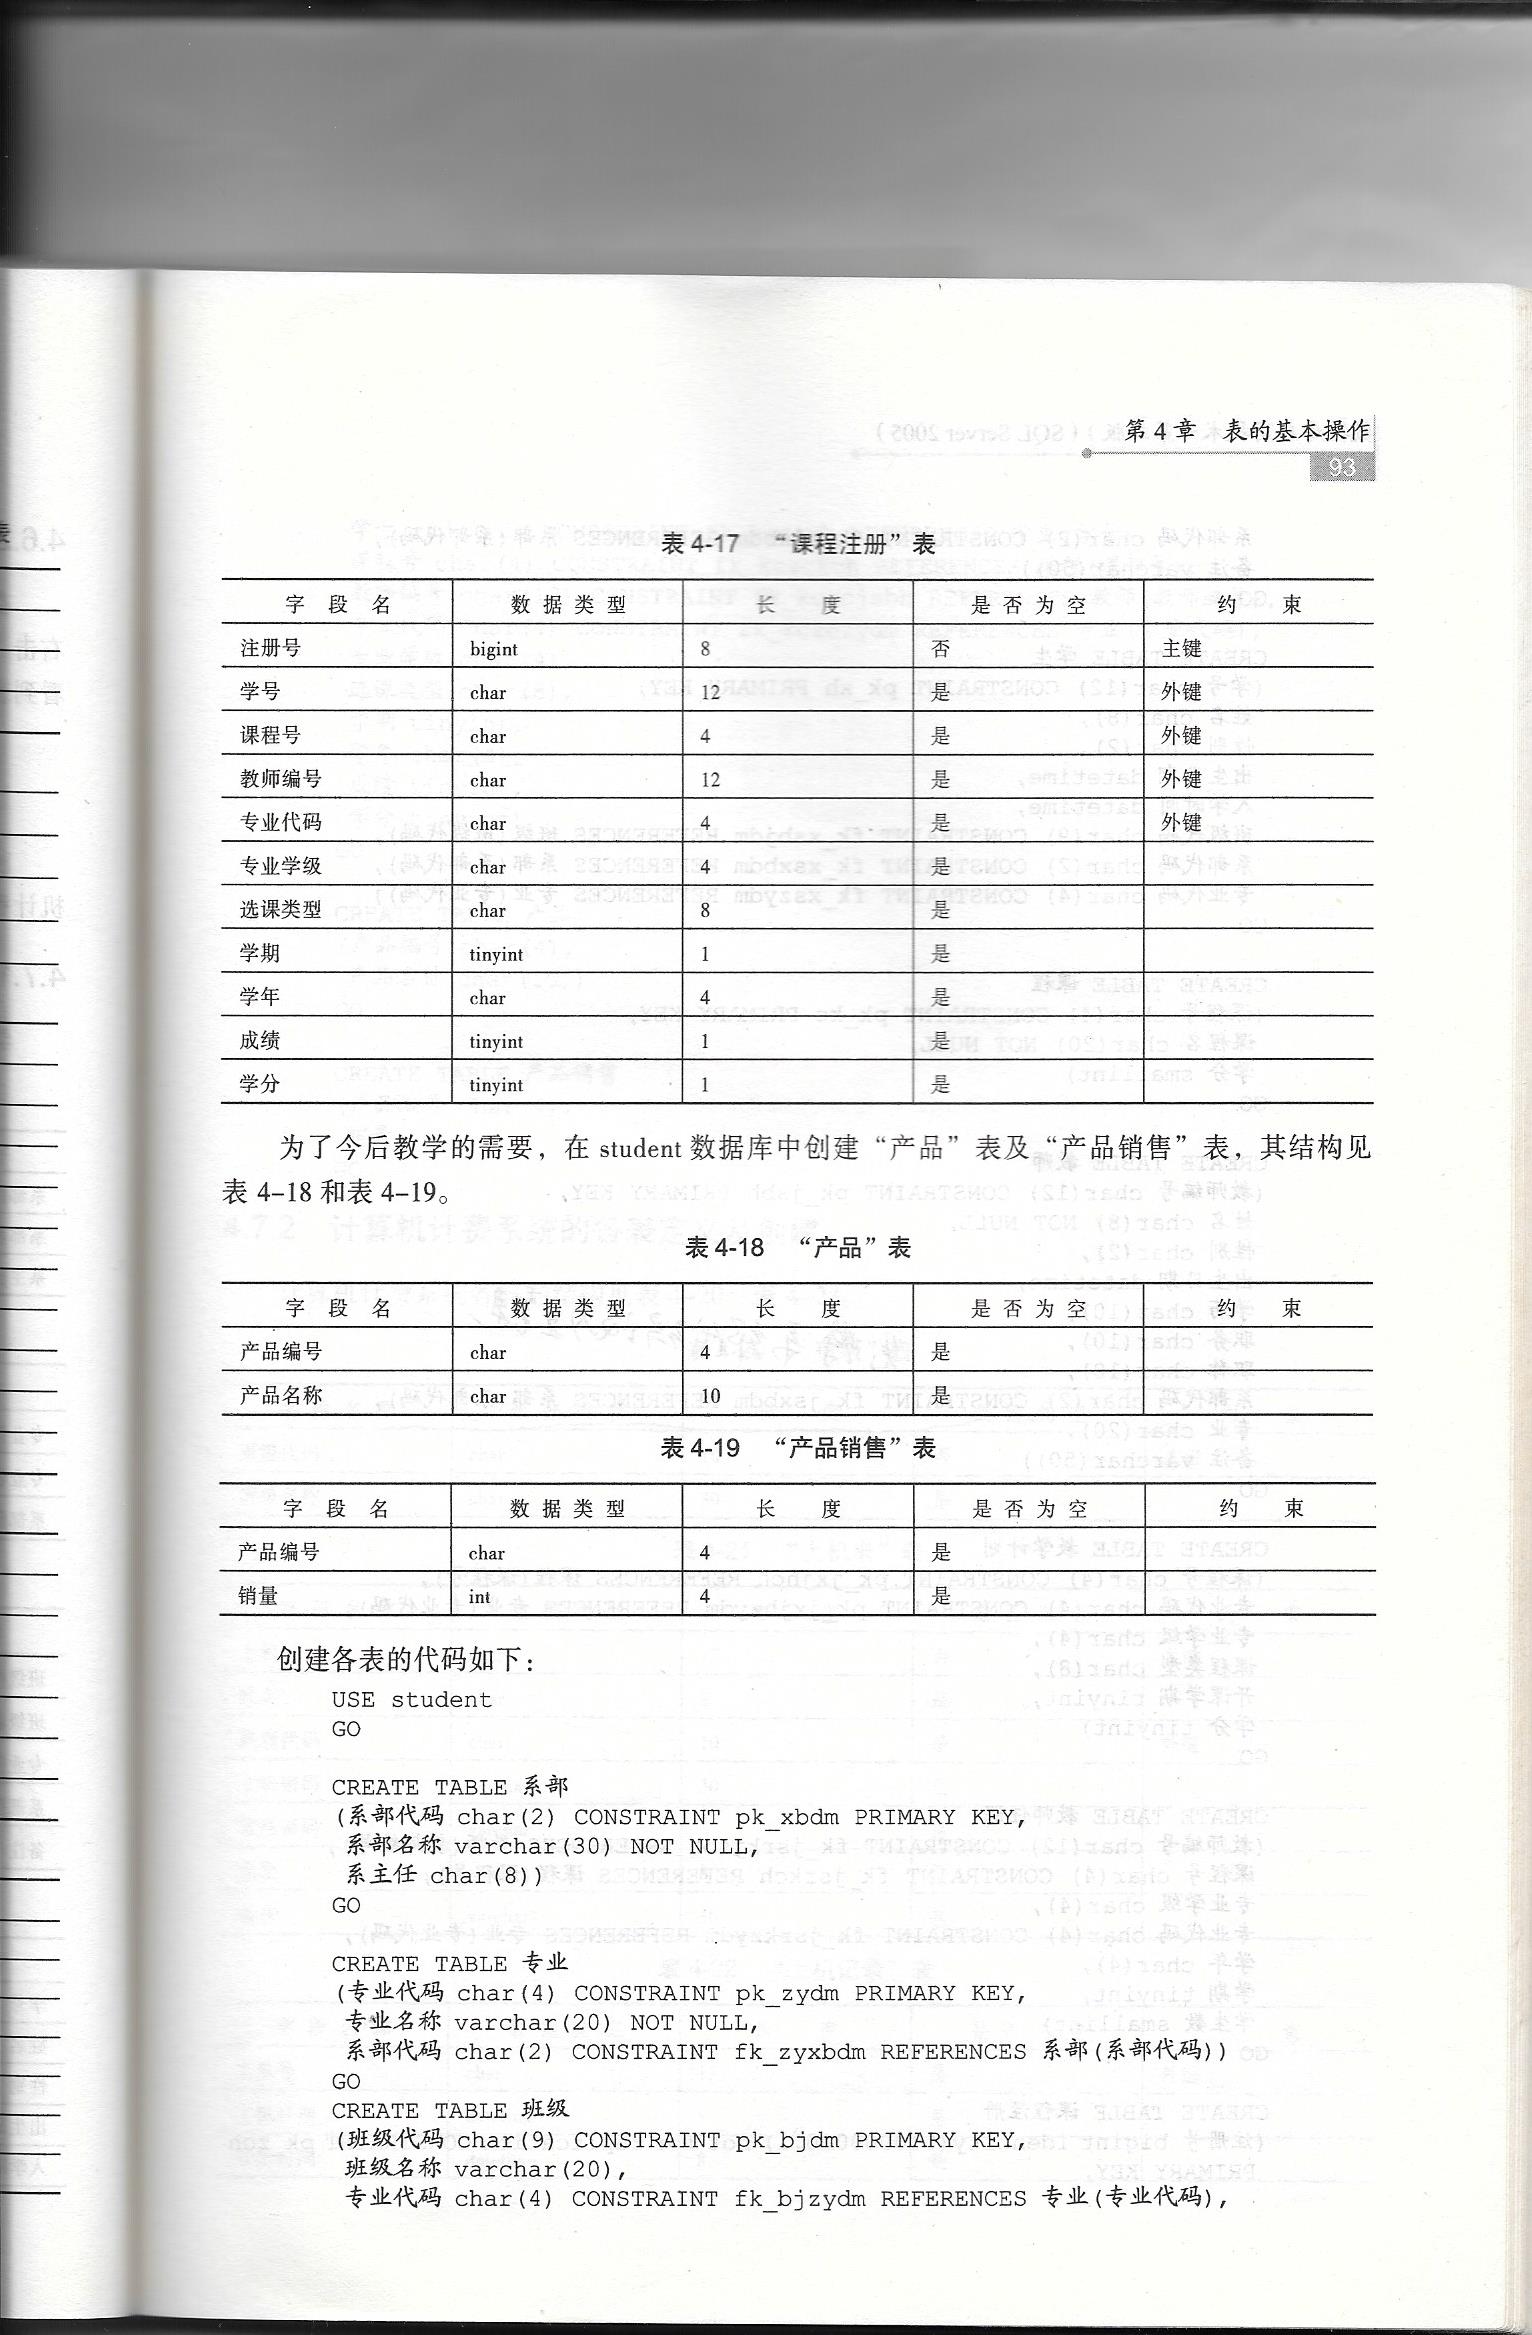 第4章 表的基本操作
93
表4-17 “课程注册”表
字段名 数据类型 长度 是否为空 约束
注册号 bigint 8 否 主键
学号 char 12 是 外键
课程号 char 4 是 外键
教师编号 char 12 是 外键
专业代码 char 4 是 外键
专业学级 char 4 是
选课类型 char 8 是
学期 tinyint 1 是
学年 char 4 是
成绩 tinyint 1 是
学分 tinyint 1 是
为了今后教学的需要，在 student 数据库中创建“产品”表及“产品销售”表，其结构见
表 4-18 和表 4-19。
表4-18 “产品”表
字段名 数据类型 长度 是否为空 约束
产品编号 char 4 是
产品名称 char 10 是
表4-19 “产品销售”表
字段名 数据类型 长度 是否为空 约束
产品编号 char 4 是
销量 int 4 是
创建各表的代码如下：
USE student
GO
CREATE TABLE 系部
(系部代码 char(2) CONSTRAINT pk_xbdm PRIMARY KEY,
系部名称 varchar(30) NOT NULL,
系主任 char(8))
GO
CREATE TABLE 专业
(专业代码 char(4) CONSTRAINT pk_zydm PRIMARY KEY,
专业名称 varchar(20) NOT NULL,
系部代码 char(2) CONSTRAINT fk_zyxbdm REFERENCES 系部(系部代码))
GO
CREATE TABLE 班级
(班级代码 char(9) CONSTRAINT pk_bjdm PRIMARY KEY,
班级名称 varchar(20),
专业代码 char(4) CONSTRAINT fk_bjzydm REFERENCES 专业(专业代码),